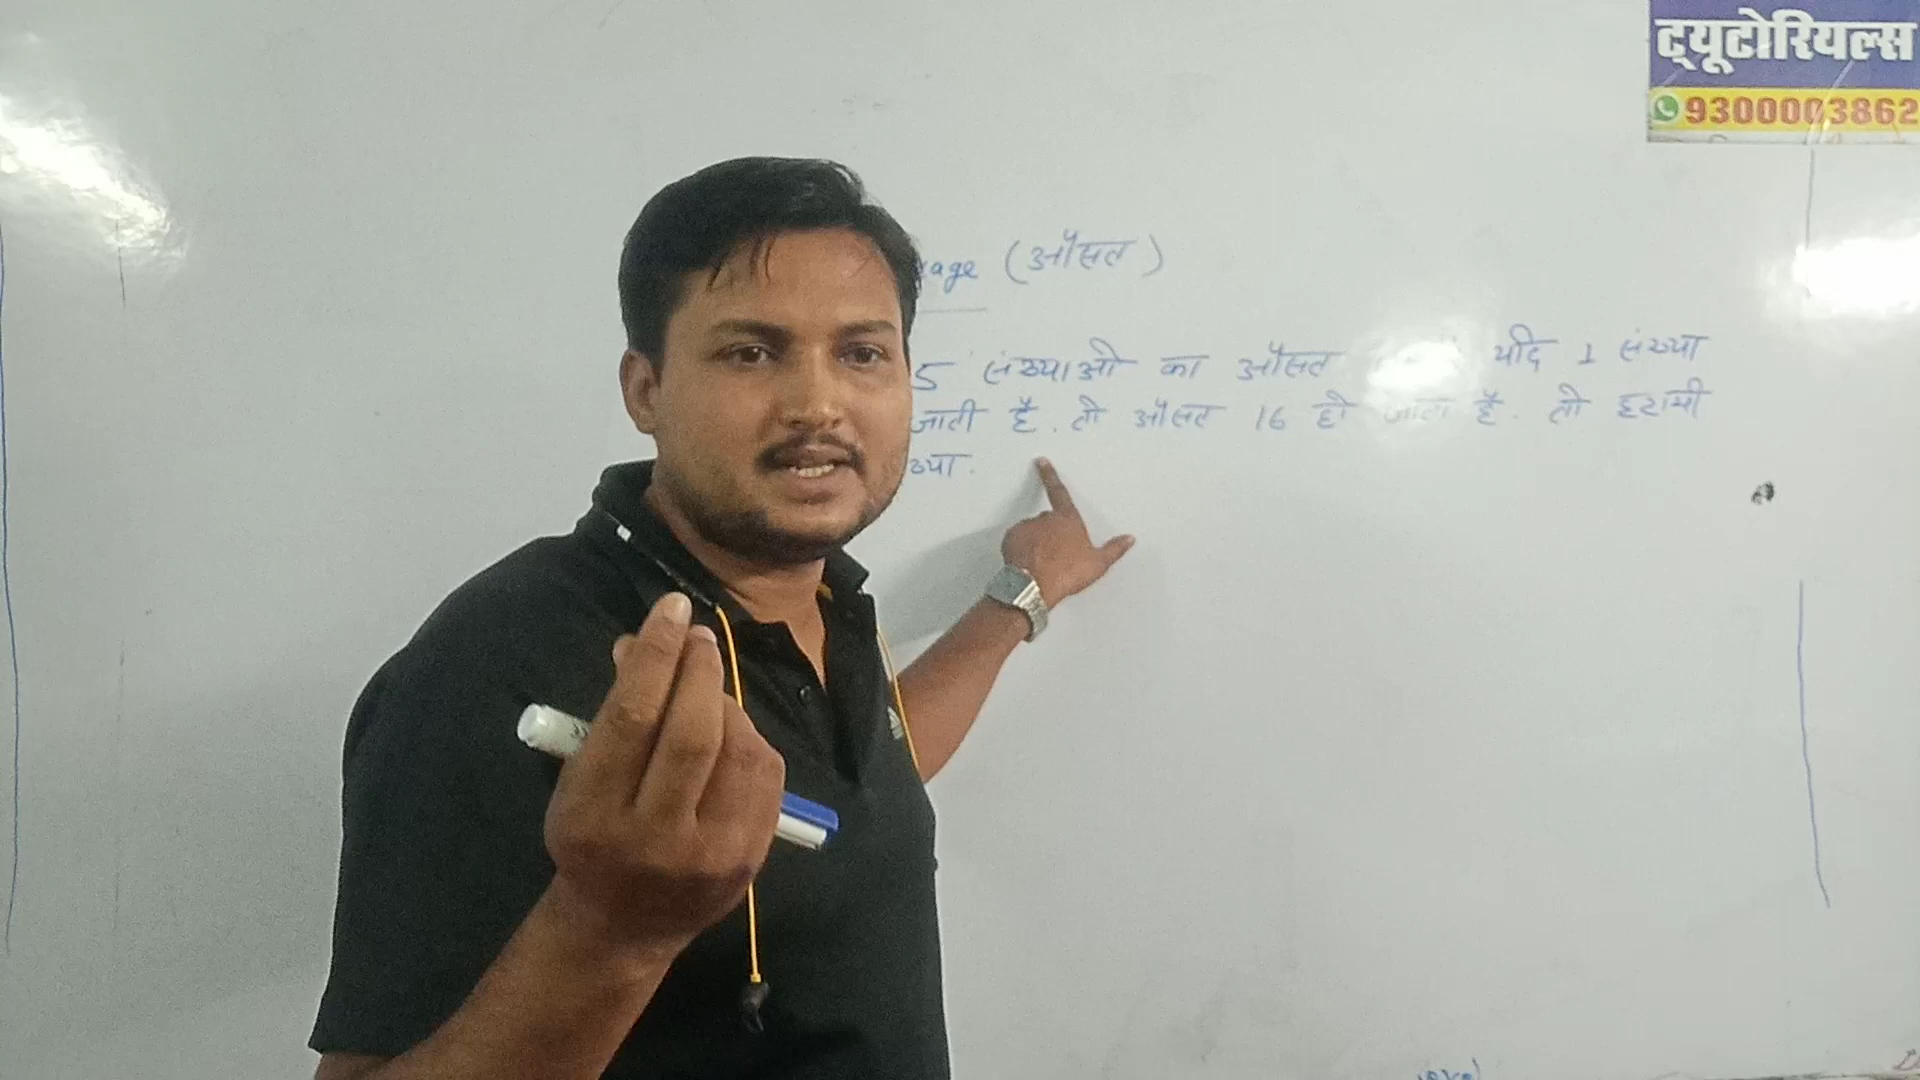 ट्यूटोरियल्स
9300003862
age (औसत)
5 संख्याओ का औसत यदि 1 संख्या
जाती है. तो औसत 16 हो जाता है. तो हटायी
ख्या.